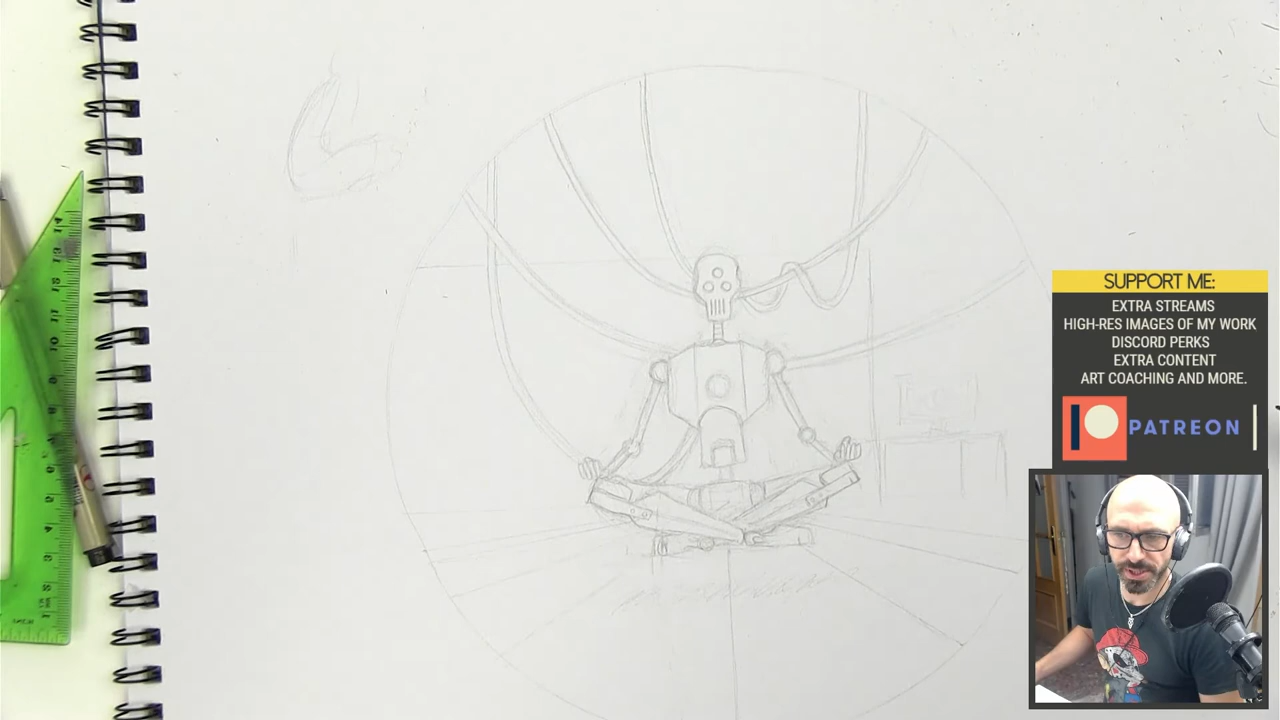 SUPPORT ME:
EXTRA STREAMS
HIGH-RES IMAGES OF MY WORK
DISCORD PERKS
EXTRA CONTENT
ART COACHING AND MORE.
PATREON